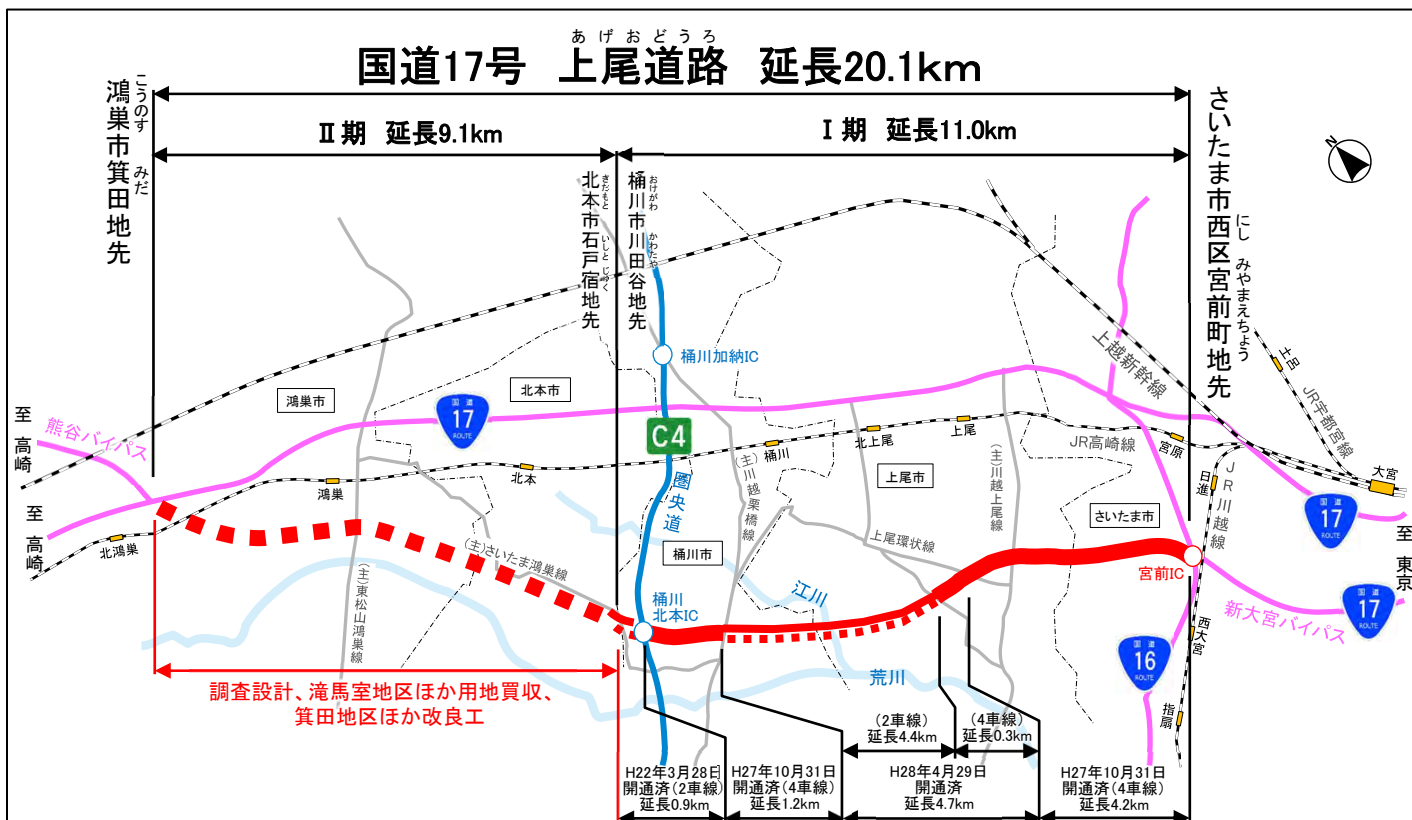 あげおどうろ
国道17号 上尾道路 延長20.1km
Ⅱ期 延長9.1km
Ⅰ期 延長11.0km
こうのす みだ
鴻巣市箕田地先
きたもと いしと じゅく
北本市石戸宿地先
おけがわ かわたや
桶川市川田谷地先
にし みやまえちょう
さいたま市西区宮前町地先
N
桶川加納IC
上越新幹線
土呂
JR宇都宮線
鴻巣市
北本市
国道
17
ROUTE
至 高崎
熊谷バイパス
C4
桶川
北上尾
上尾
JR高崎線
宮原
大宮
鴻巣
北本
圏央道
(主)川越栗橋線
上尾市
(主)川越上尾線
日進
JR川越線
さいたま市
国道
17
ROUTE
至 高崎
北鴻巣
(主)さいたま鴻巣線
桶川市
上尾環状線
宮前IC
至 東京
(主)東松山鴻巣線
桶川
北本IC
江川
国道
17
ROUTE
新大宮バイパス
西大宮
国道
16
ROUTE
荒川
指扇
調査設計、滝馬室地区ほか用地買収、
箕田地区ほか改良工
(2車線)
延長4.4km
(4車線)
延長0.3km
H22年3月28日
開通済(2車線)
延長0.9km
H27年10月31日
開通済(4車線)
延長1.2km
H28年4月29日
開通済
延長4.7km
H27年10月31日
開通済(4車線)
延長4.2km